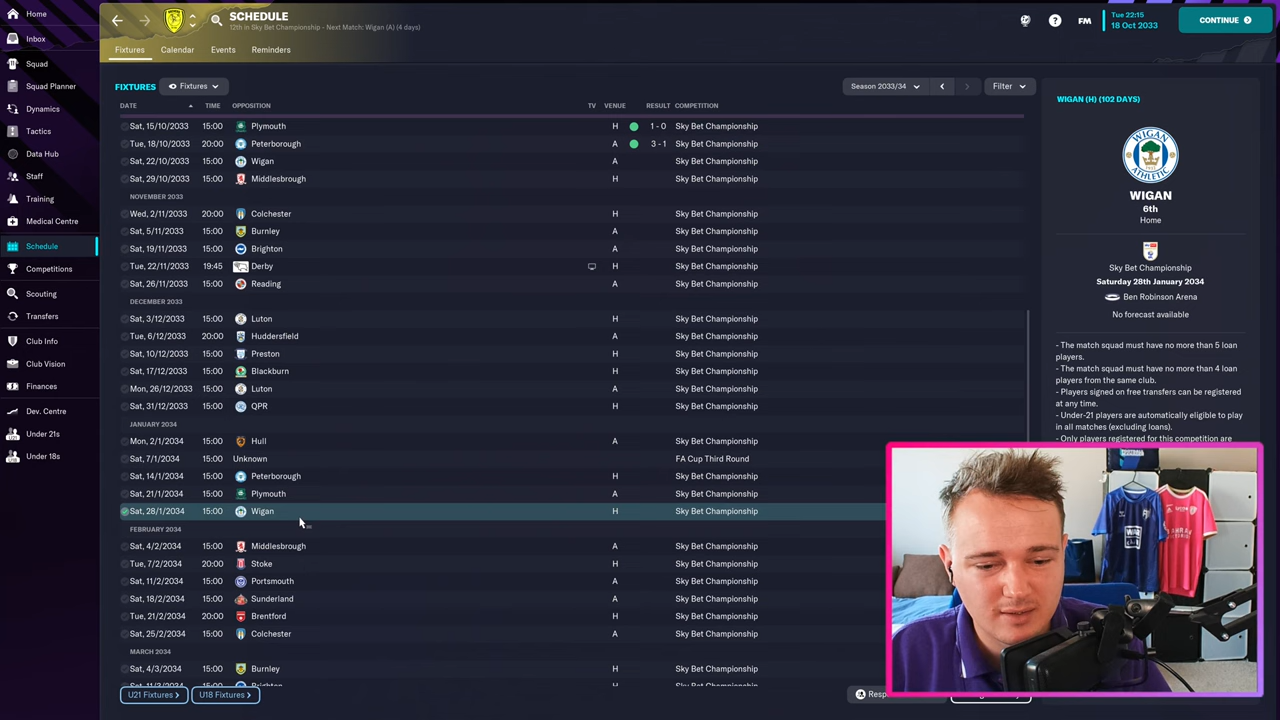 Home
Inbox
Squad
Squad Planner
Dynamics
Tactics
Data Hub
Staff
Training
Medical Centre
Schedule
Competitions
Scouting
Transfers
Club Info
Club Vision
Finances
Dev. Centre
Under 21s
Under 18s
SCHEDULE
12th in Sky Bet Championship - Next Match: Wigan (A) (4 days)
FM
Tue 22:15
18 Oct 2033
CONTINUE
Fixtures Calendar Events Reminders
FIXTURES Fixtures Season 2033/34 Filter
DATE TIME OPPOSITION TV VENUE RESULT COMPETITION
Sat, 15/10/2033 15:00 Plymouth H 1 - 0 Sky Bet Championship
Tue, 18/10/2033 20:00 Peterborough A 3 - 1 Sky Bet Championship
Sat, 22/10/2033 15:00 Wigan A Sky Bet Championship
Sat, 29/10/2033 15:00 Middlesbrough H Sky Bet Championship
NOVEMBER 2033
Wed, 2/11/2033 20:00 Colchester H Sky Bet Championship
Sat, 5/11/2033 15:00 Burnley A Sky Bet Championship
Sat, 19/11/2033 15:00 Brighton A Sky Bet Championship
Tue, 22/11/2033 19:45 Derby H Sky Bet Championship
Sat, 26/11/2033 15:00 Reading A Sky Bet Championship
DECEMBER 2033
Sat, 3/12/2033 15:00 Luton H Sky Bet Championship
Tue, 6/12/2033 20:00 Huddersfield A Sky Bet Championship
Sat, 10/12/2033 15:00 Preston H Sky Bet Championship
Sat, 17/12/2033 15:00 Blackburn H Sky Bet Championship
Mon, 26/12/2033 15:00 Luton A Sky Bet Championship
Sat, 31/12/2033 15:00 QPR H Sky Bet Championship
JANUARY 2034
Mon, 2/1/2034 15:00 Hull A Sky Bet Championship
Sat, 7/1/2034 15:00 Unknown FA Cup Third Round
Sat, 14/1/2034 15:00 Peterborough H Sky Bet Championship
Sat, 21/1/2034 15:00 Plymouth A Sky Bet Championship
Sat, 28/1/2034 15:00 Wigan H Sky Bet Championship
FEBRUARY 2034
Sat, 4/2/2034 15:00 Middlesbrough A Sky Bet Championship
Tue, 7/2/2034 20:00 Stoke H Sky Bet Championship
Sat, 11/2/2034 15:00 Portsmouth A Sky Bet Championship
Sat, 18/2/2034 15:00 Sunderland A Sky Bet Championship
Tue, 21/2/2034 20:00 Brentford H Sky Bet Championship
Sat, 25/2/2034 15:00 Colchester A Sky Bet Championship
MARCH 2034
Sat, 4/3/2034 15:00 Burnley H Sky Bet Championship
U21 Fixtures U18 Fixtures
WIGAN (H) (102 DAYS)
WIGAN ATHLETIC
WIGAN
6th
Home
Sky Bet Championship
Saturday 28th January 2034
Ben Robinson Arena
No forecast available
- The match squad must have no more than 5 loan
players.
- The match squad must have no more than 4 loan
players from the same club.
- Players signed on free transfers can be registered
at any time.
- Under-21 players are automatically eligible to play
in all matches (excluding loans).
- Only players registered for this competition are